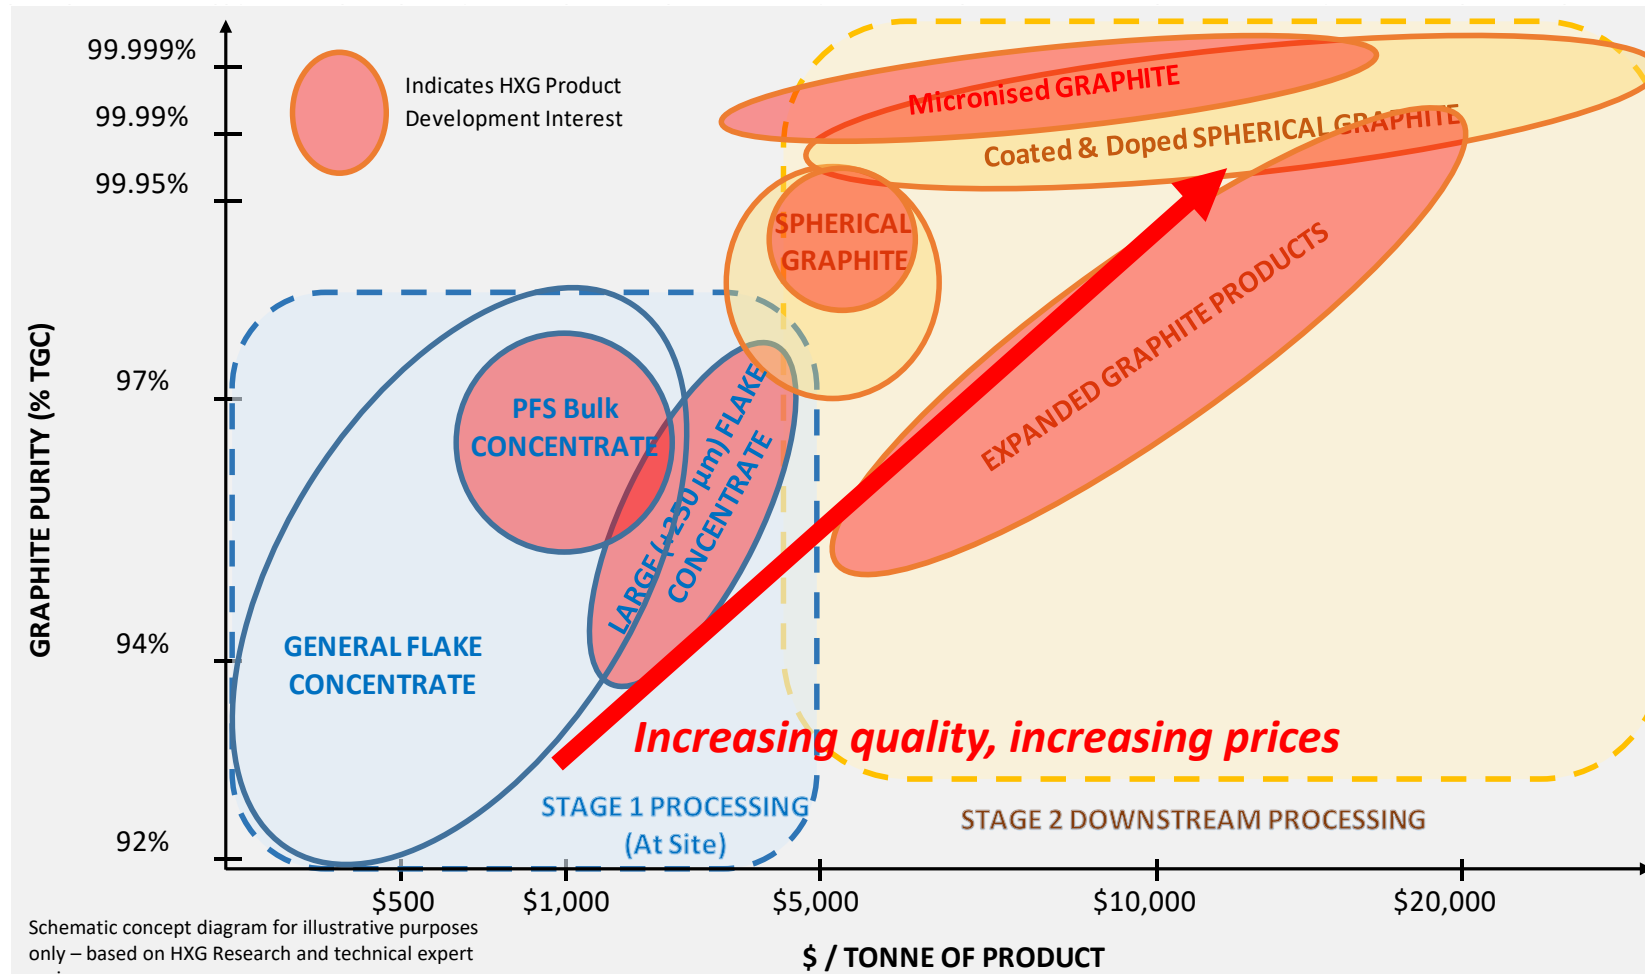 99.999%
99.99%
99.95%
97%
94%
92%
GRAPHITE PURITY (% TGC)
Indicates HXG Product
Development Interest
Micronised GRAPHITE
Coated & Doped SPHERICAL GRAPHITE
SPHERICAL
GRAPHITE
EXPANDED GRAPHITE PRODUCTS
PFS Bulk
CONCENTRATE
LARGE (+250 µm) FLAKE
CONCENTRATE
GENERAL FLAKE
CONCENTRATE
Increasing quality, increasing prices
STAGE 1 PROCESSING
(At Site)
STAGE 2 DOWNSTREAM PROCESSING
$500
$1,000
$5,000
$10,000
$20,000
$ / TONNE OF PRODUCT
Schematic concept diagram for illustrative purposes
only – based on HXG Research and technical expert